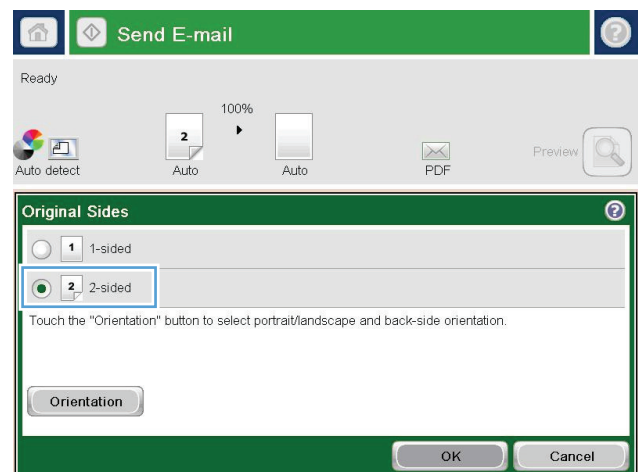 Send E-mail
Ready
100%
2
Auto detect
Auto
Auto
PDF
Preview
Original Sides
1 1-sided
2 2-sided
Touch the "Orientation" button to select portrait/landscape and back-side orientation.
Orientation
OK
Cancel